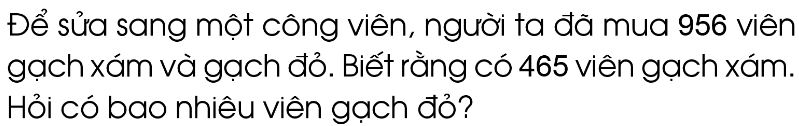 Để sửa sang một công viên, người ta đã mua 956 viên
gạch xám và gạch đỏ. Biết rằng có 465 viên gạch xám.
Hỏi có bao nhiêu viên gạch đỏ?